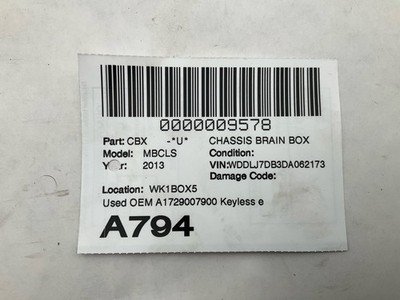 0000009578
Part: CBX -*U* CHASSIS BRAIN BOX
Model: MBCLS Condition:
Year: 2013 VIN:WDDLJ7DB3DA062173
Damage Code:
Location: WK1BOX5
Used OEM A1729007900 Keyless e
A794